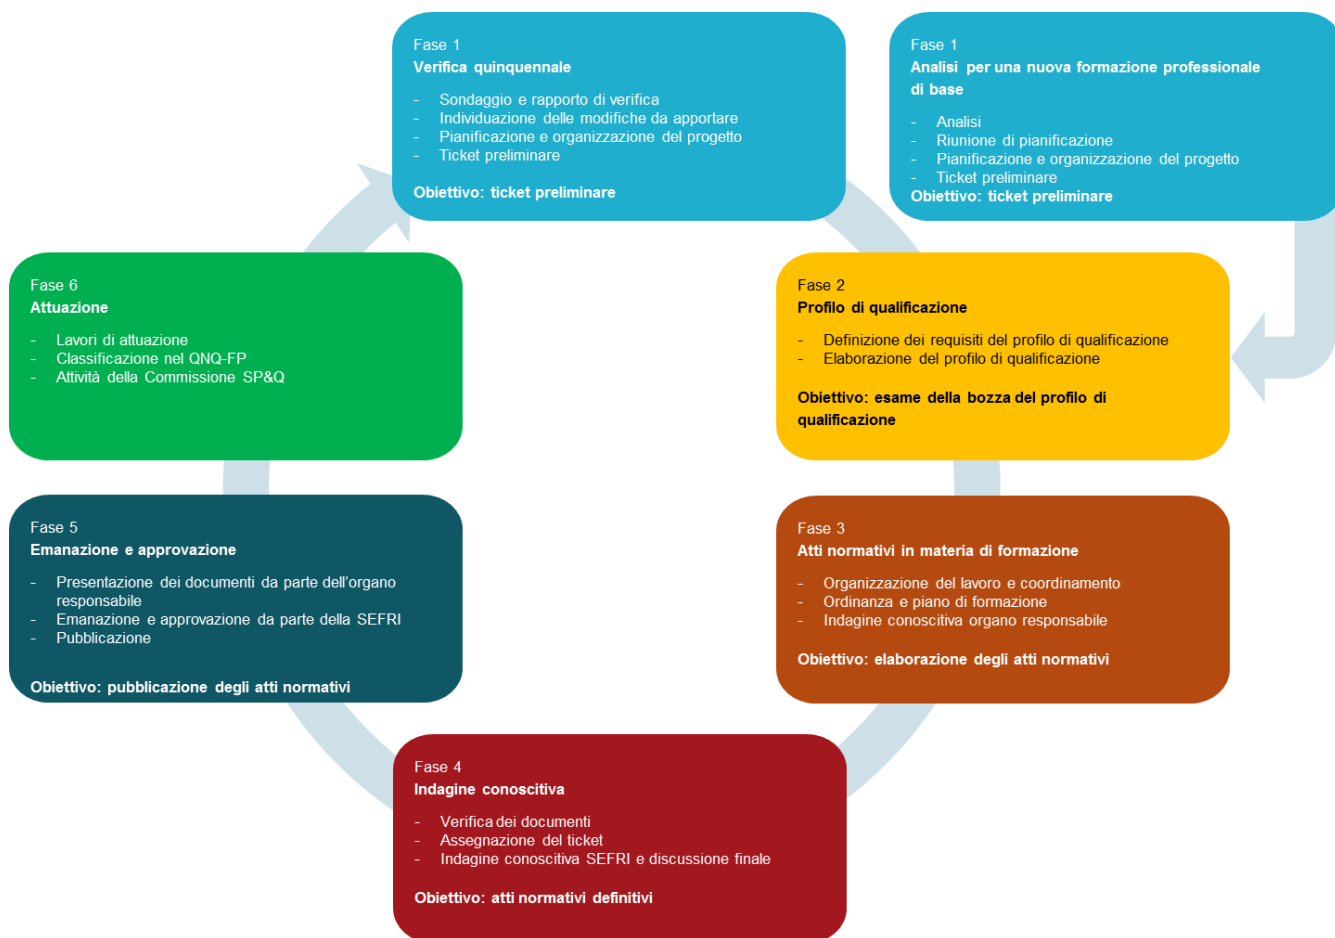 Fase 1
Verifica quinquennale
- Sondaggio e rapporto di verifica
- Individuazione delle modifiche da apportare
- Pianificazione e organizzazione del progetto
- Ticket preliminare
Obiettivo: ticket preliminare
Fase 1
Analisi per una nuova formazione professionale
di base
- Analisi
- Riunione di pianificazione
- Pianificazione e organizzazione del progetto
- Ticket preliminare
Obiettivo: ticket preliminare
Fase 6
Attuazione
- Lavori di attuazione
- Classificazione nel QNQ-FP
- Attività della Commissione SP&Q
Fase 2
Profilo di qualificazione
- Definizione dei requisiti del profilo di qualificazione
- Elaborazione del profilo di qualificazione
Obiettivo: esame della bozza del profilo di
qualificazione
Fase 5
Emanazione e approvazione
- Presentazione dei documenti da parte dell'organo
responsabile
- Emanazione e approvazione da parte della SEFRI
- Pubblicazione
Obiettivo: pubblicazione degli atti normativi
Fase 3
Atti normativi in materia di formazione
- Organizzazione del lavoro e coordinamento
- Ordinanza e piano di formazione
- Indagine conoscitiva organo responsabile
Obiettivo: elaborazione degli atti normativi
Fase 4
Indagine conoscitiva
- Verifica dei documenti
- Assegnazione del ticket
- Indagine conoscitiva SEFRI e discussione finale
Obiettivo: atti normativi definitivi